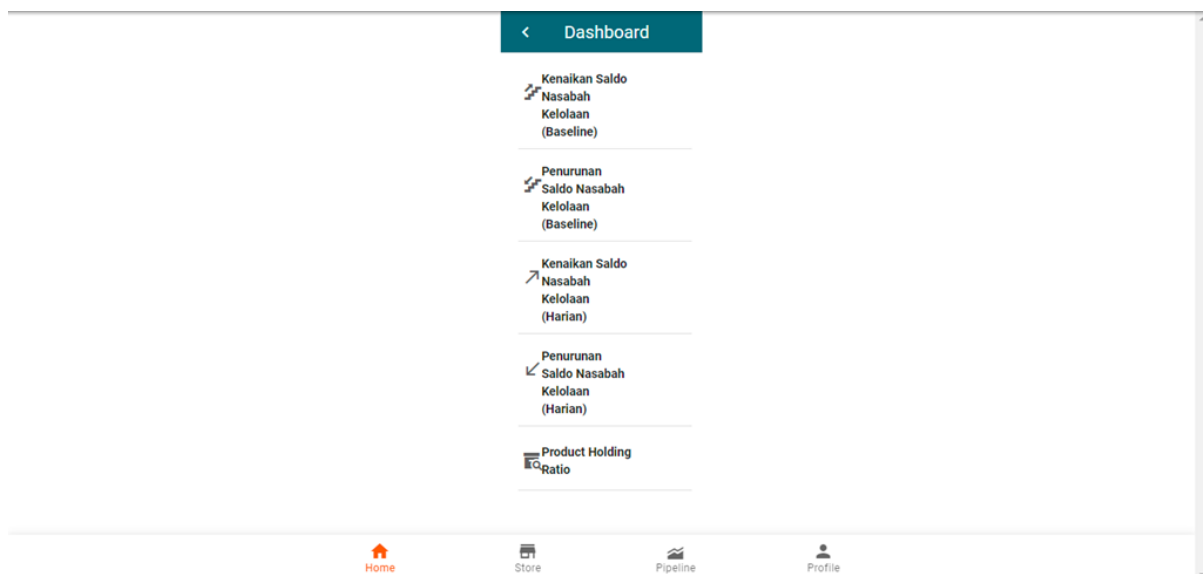 Dashboard
Kenaikan Saldo
Nasabah
Kelolaan
(Baseline)
Penurunan
Saldo Nasabah
Kelolaan
(Baseline)
Kenaikan Saldo
Nasabah
Kelolaan
(Harian)
Penurunan
Saldo Nasabah
Kelolaan
(Harian)
Product Holding
Ratio
Home
Store
Pipeline
Profile